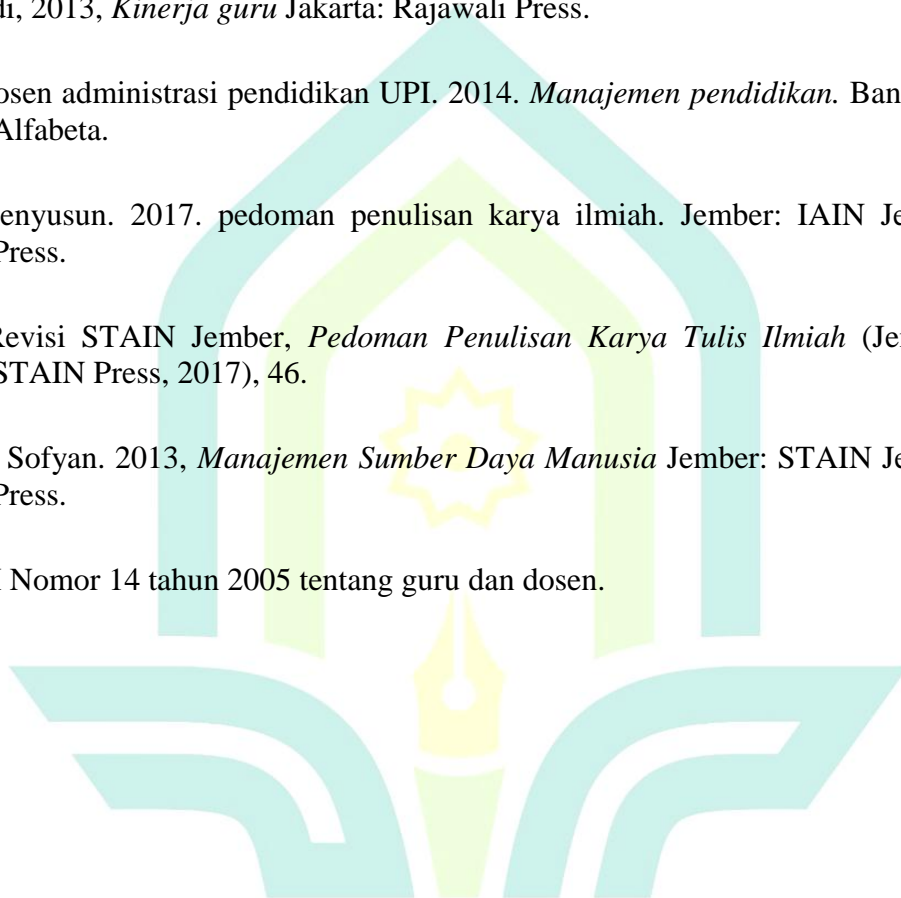 di, 2013, Kinerja guru Jakarta: Rajawali Press.
osen administrasi pendidikan UPI. 2014. Manajemen pendidikan. Ban
Alfabeta.
enyusun. 2017. pedoman penulisan karya ilmiah. Jember: IAIN Je
Press.
Revisi STAIN Jember, Pedoman Penulisan Karya Tulis Ilmiah (Je
STAIN Press, 2017), 46.
Sofyan. 2013, Manajemen Sumber Daya Manusia Jember: STAIN Je
Press.
Nomor 14 tahun 2005 tentang guru dan dosen.